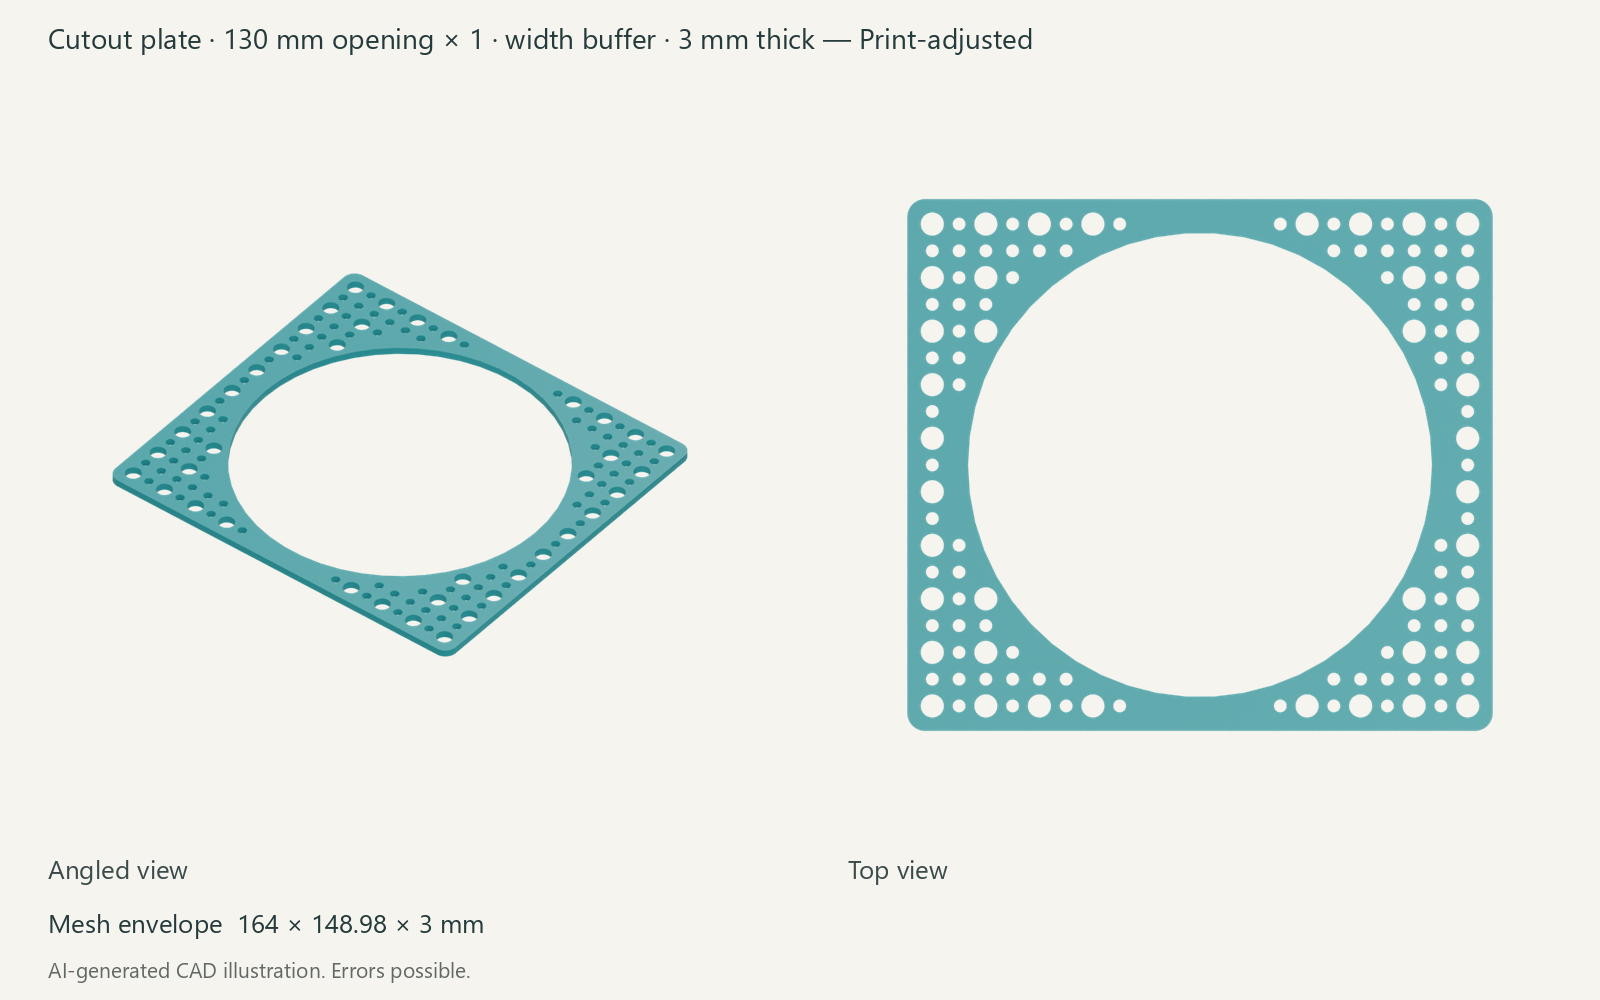 Cutout plate · 130 mm opening × 1 · width buffer · 3 mm thick — Print-adjusted
Angled view
Top view
Mesh envelope 164 × 148.98 × 3 mm
AI-generated CAD illustration. Errors possible.